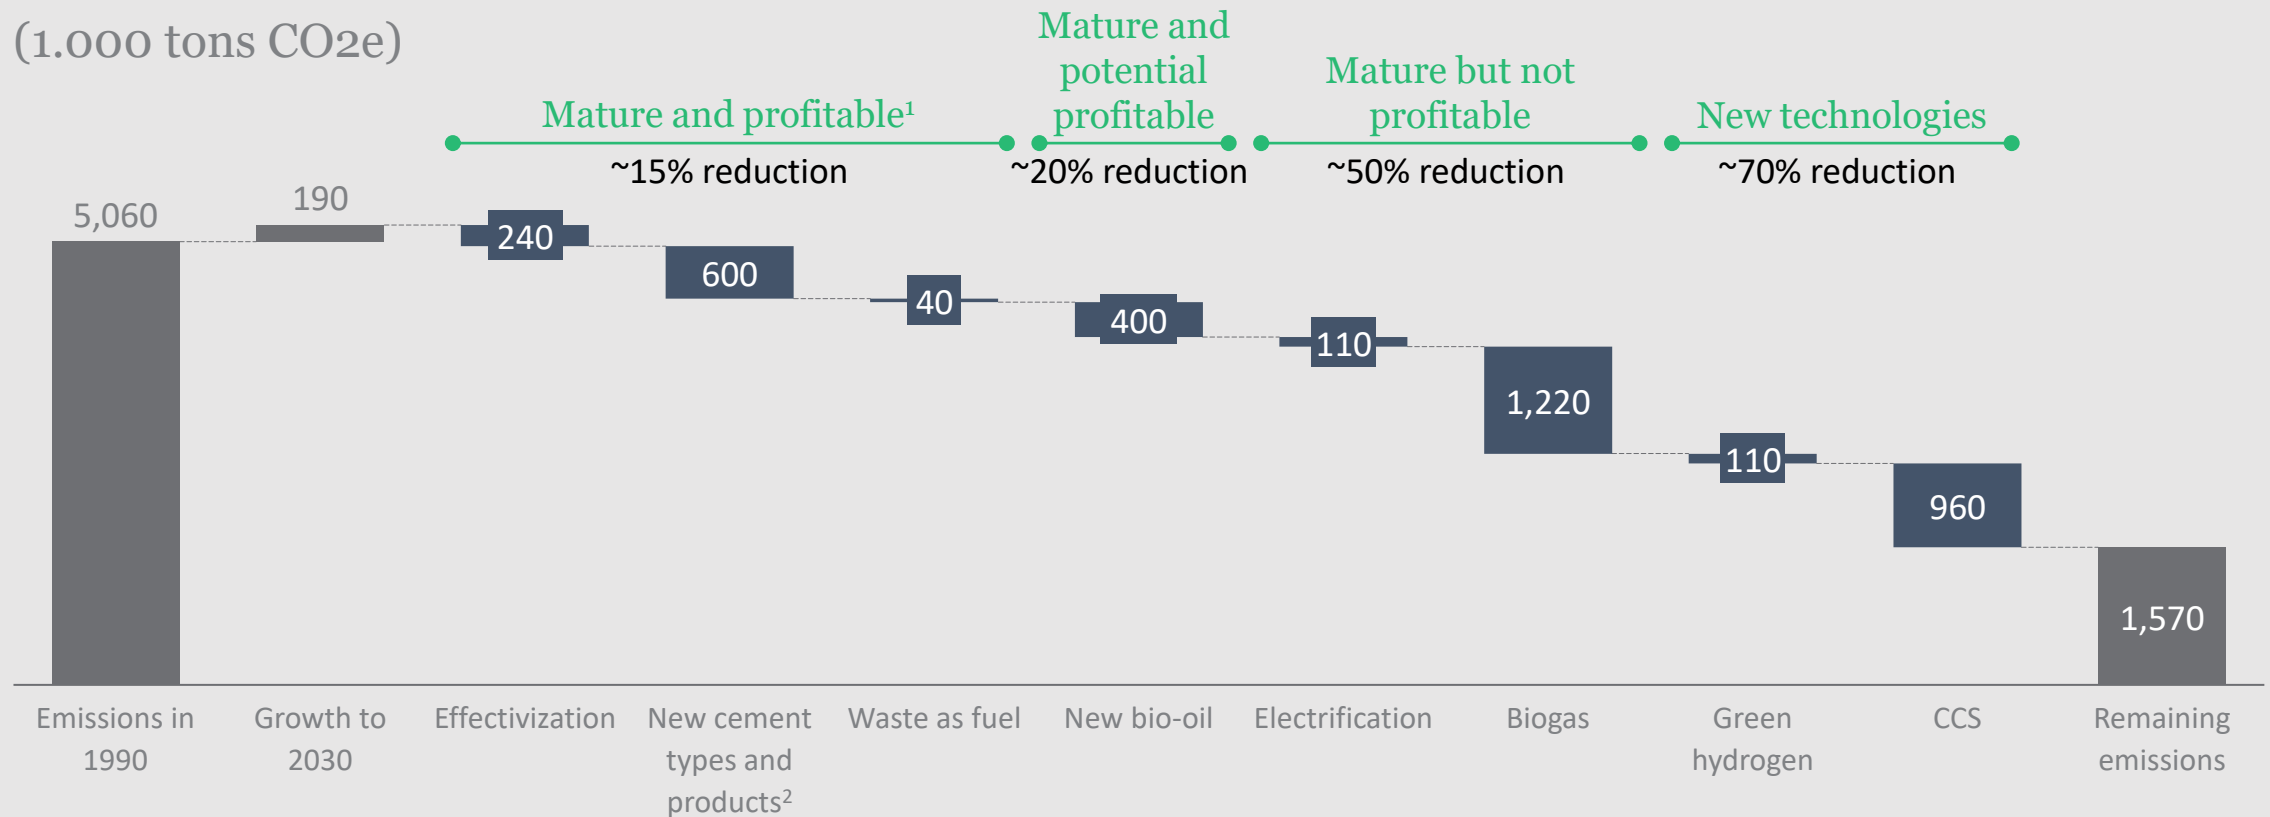 (1.000 tons CO2e)
Mature and profitable¹
~15% reduction
Mature and
potential
profitable
~20% reduction
Mature but not
profitable
~50% reduction
New technologies
~70% reduction
5,060
190
240
600
40
400
110
1,220
110
960
1,570
Emissions in
1990
Growth to
2030
Effectivization
New cement
types and
products²
Waste as fuel
New bio-oil
Electrification
Biogas
Green
hydrogen
CCS
Remaining
emissions